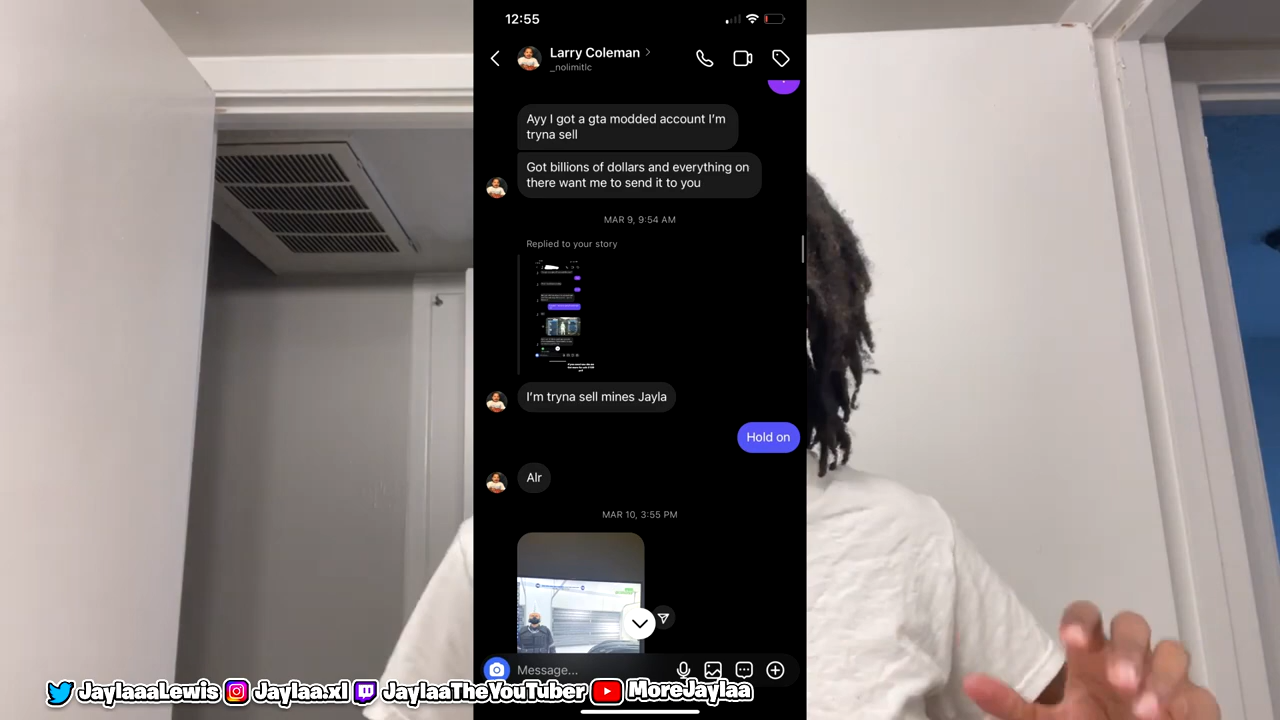 12:55
Larry Coleman
_nolimitlc
Ayy I got a gta modded account I'm
tryna sell
Got billions of dollars and everything on
there want me to send it to you
MAR 9, 9:54 AM
Replied to your story
I'm tryna sell mines Jayla
Hold on
Alr
MAR 10, 3:55 PM
Message...
JaylaaaLewis Jaylaa.xl JaylaaTheYouTuber MoreJaylaa